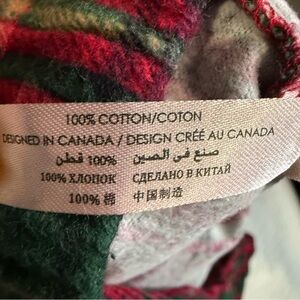 100% COTTON/COTON
DESIGNED IN CANADA / DESIGN CRÉÉ AU CANADA
100% قطن صنع في الصين
100% ХЛОПОК СДЕЛАНО В КИТАЙ
100% 棉 中国制造